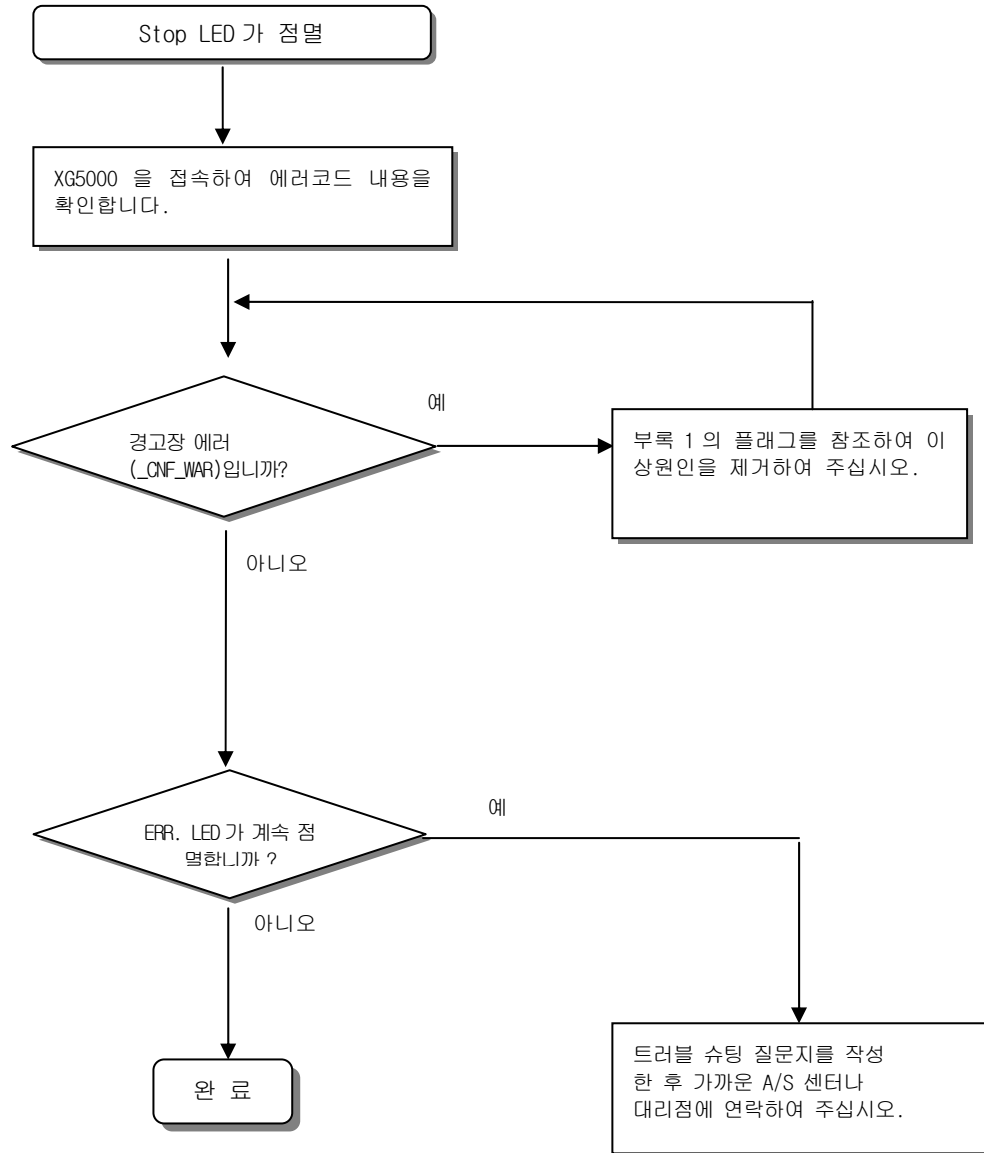 Stop LED 가 점멸
XG5000 을 접속하여 에러코드 내용을
확인합니다.
예
경고장 에러
(_CNF_WAR)입니까?
부록 1 의 플래그를 참조하여 이
상원인을 제거하여 주십시오.
아니오
예
ERR. LED 가 계속 점
멸합니까 ?
아니오
완 료
트러블 슈팅 질문지를 작성
한 후 가까운 A/S 센터나
대리점에 연락하여 주십시오.